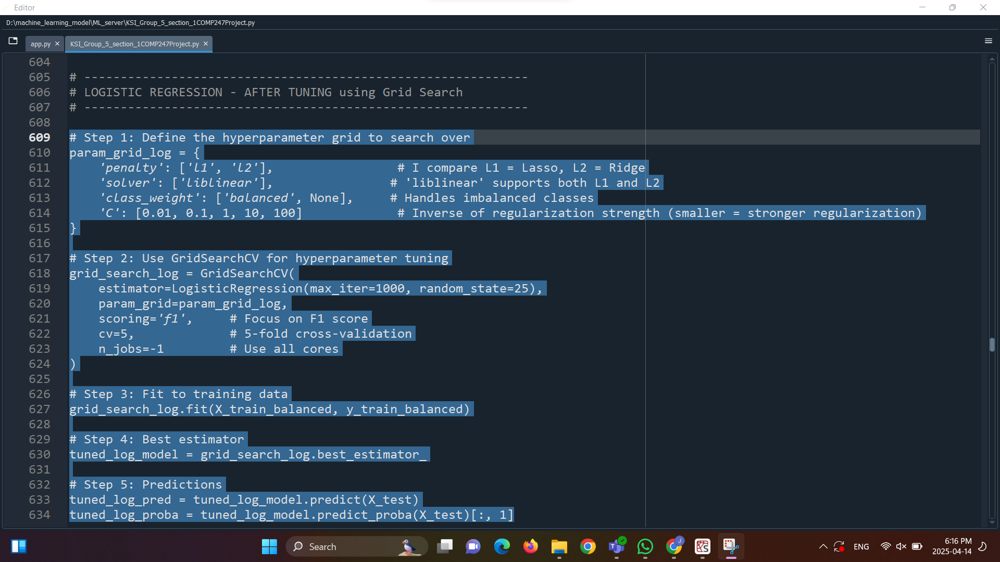 Editor
D:\machine_learning_model\ML_server\KSI_Group_5_section_1COMP247Project.py
app.py
KSI_Group_5_section_1COMP247Project.py
604
605 # -------------------------------------------------------------
606 # LOGISTIC REGRESSION - AFTER TUNING using Grid Search
607 # -------------------------------------------------------------
608
609 # Step 1: Define the hyperparameter grid to search over
610 param_grid_log = {
611     'penalty': ['l1', 'l2'],                 # I compare L1 = Lasso, L2 = Ridge
612     'solver': ['liblinear'],                # 'liblinear' supports both L1 and L2
613     'class_weight': ['balanced', None],     # Handles imbalanced classes
614     'C': [0.01, 0.1, 1, 10, 100]             # Inverse of regularization strength (smaller = stronger regularization)
615 }
616
617 # Step 2: Use GridSearchCV for hyperparameter tuning
618 grid_search_log = GridSearchCV(
619     estimator=LogisticRegression(max_iter=1000, random_state=25),
620     param_grid=param_grid_log,
621     scoring='f1',     # Focus on F1 score
622     cv=5,             # 5-fold cross-validation
623     n_jobs=-1         # Use all cores
624 )
625
626 # Step 3: Fit to training data
627 grid_search_log.fit(X_train_balanced, y_train_balanced)
628
629 # Step 4: Best estimator
630 tuned_log_model = grid_search_log.best_estimator_
631
632 # Step 5: Predictions
633 tuned_log_pred = tuned_log_model.predict(X_test)
634 tuned_log_proba = tuned_log_model.predict_proba(X_test)[:, 1]
Search
J
ENG
6:16 PM
2025-04-14